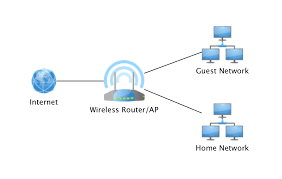 Guest Network
Internet
Wireless Router/AP
Home Network